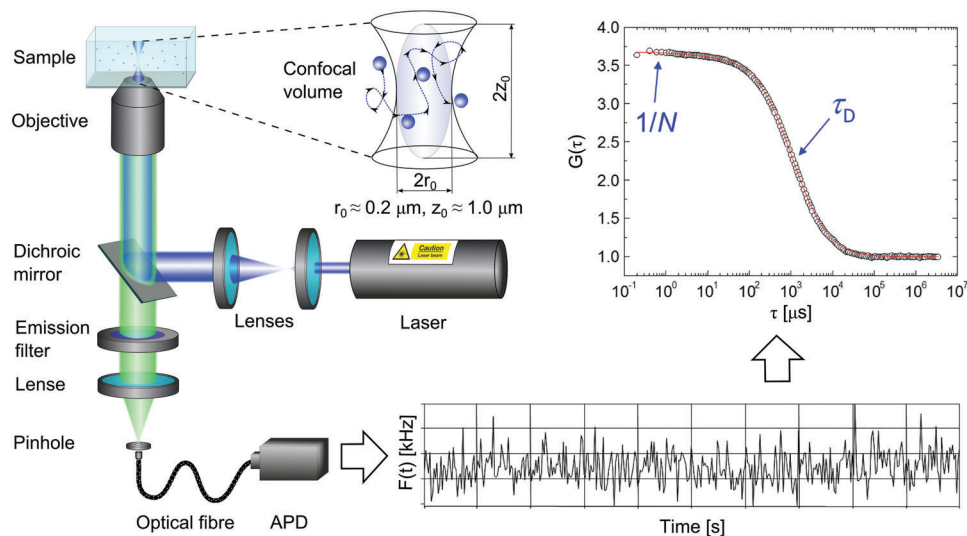 Sample
Objective
Dichroic
mirror
Emission
filter
Lense
Pinhole
Optical fibre
APD
Lenses
Laser
Caution
Laser beam
Confocal
volume
2z₀
2r₀
r₀ ≈ 0.2 μm, z₀ ≈ 1.0 μm
G(τ)
4.0
3.5
3.0
2.5
2.0
1.5
1.0
1/N
τD
10⁻¹ 10⁰ 10¹ 10² 10³ 10⁴ 10⁵ 10⁶ 10⁷
τ [μs]
F(t) [kHz]
Time [s]